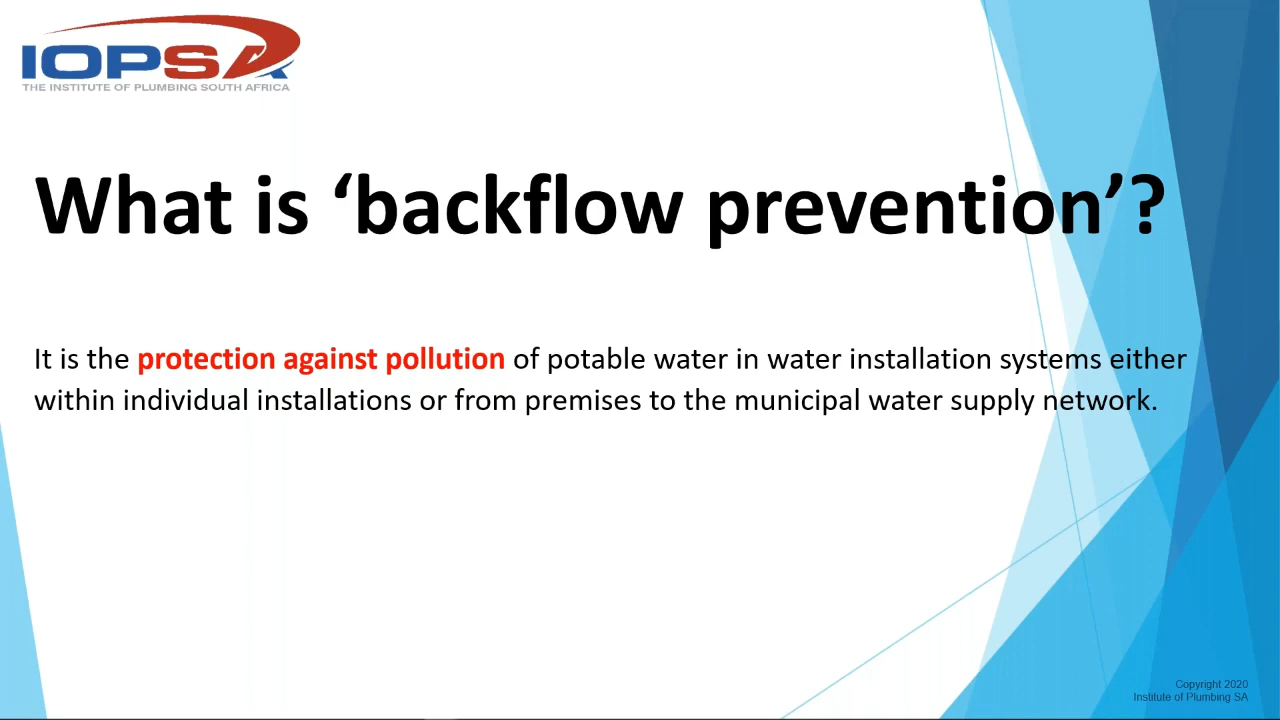 IOPSA
THE INSTITUTE OF PLUMBING SOUTH AFRICA
What is ‘backflow prevention’?
It is the protection against pollution of potable water in water installation systems either
within individual installations or from premises to the municipal water supply network.
Copyright 2020
Institute of Plumbing SA